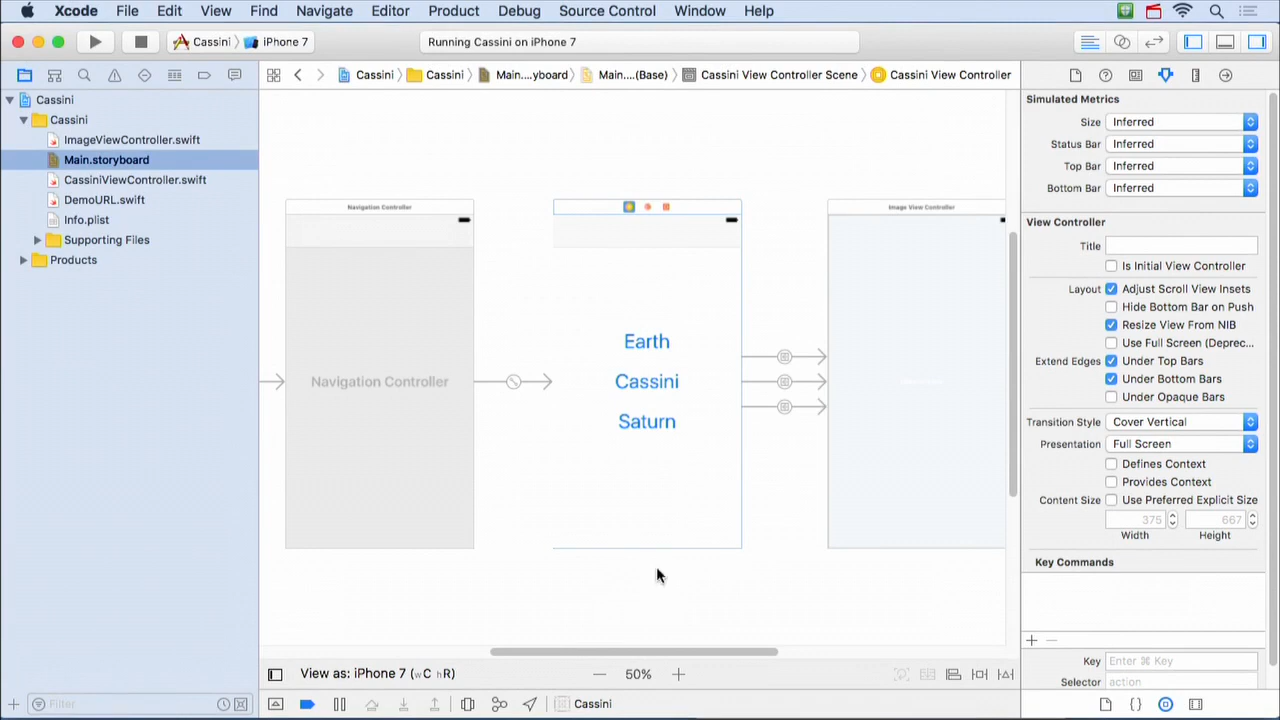 Xcode File Edit View Find Navigate Editor Product Debug Source Control Window Help
Cassini iPhone 7
Running Cassini on iPhone 7
Cassini Cassini Main....yboard Main....(Base) Cassini View Controller Scene Cassini View Controller
Cassini
Cassini
ImageViewController.swift
Main.storyboard
CassiniViewController.swift
DemoURL.swift
Info.plist
Supporting Files
Products
Filter
Navigation Controller
Navigation Controller
Earth
Cassini
Saturn
Image View Controller
View as: iPhone 7 (wC hR)
50%
Cassini
Simulated Metrics
Size Inferred
Status Bar Inferred
Top Bar Inferred
Bottom Bar Inferred
View Controller
Title
Is Initial View Controller
Layout Adjust Scroll View Insets
Hide Bottom Bar on Push
Resize View From NIB
Use Full Screen (Deprec...
Extend Edges Under Top Bars
Under Bottom Bars
Under Opaque Bars
Transition Style Cover Vertical
Presentation Full Screen
Defines Context
Provides Context
Content Size Use Preferred Explicit Size
375 667
Width Height
Key Commands
Key Enter ⌘ Key
Selector action